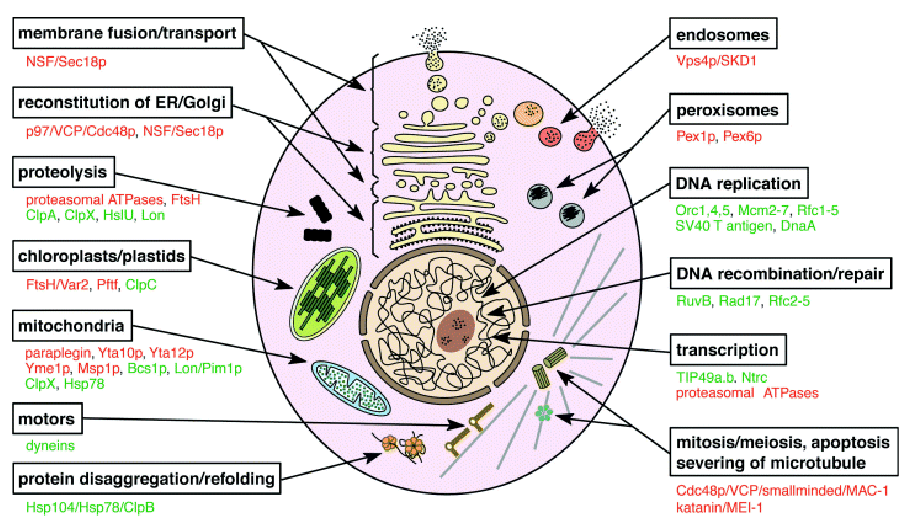 membrane fusion/transport
NSF/Sec18p
reconstitution of ER/Golgi
p97/VCP/Cdc48p, NSF/Sec18p
proteolysis
proteasomal ATPases, FtsH
ClpA, ClpX, HslU, Lon
chloroplasts/plastids
FtsH/Var2, Pftf, ClpC
mitochondria
paraplegin, Yta10p, Yta12p
Yme1p, Msp1p, Bcs1p, Lon/Pim1p
ClpX, Hsp78
motors
dyneins
protein disaggregation/refolding
Hsp104/Hsp78/ClpB
endosomes
Vps4p/SKD1
peroxisomes
Pex1p, Pex6p
DNA replication
Orc1,4,5, Mcm2-7, Rfc1-5
SV40 T antigen, DnaA
DNA recombination/repair
RuvB, Rad17, Rfc2-5
transcription
TIP49a.b. Ntrc
proteasomal ATPases
mitosis/meiosis, apoptosis
severing of microtubule
Cdc48p/VCP/smallminded/MAC-1
katanin/MEI-1